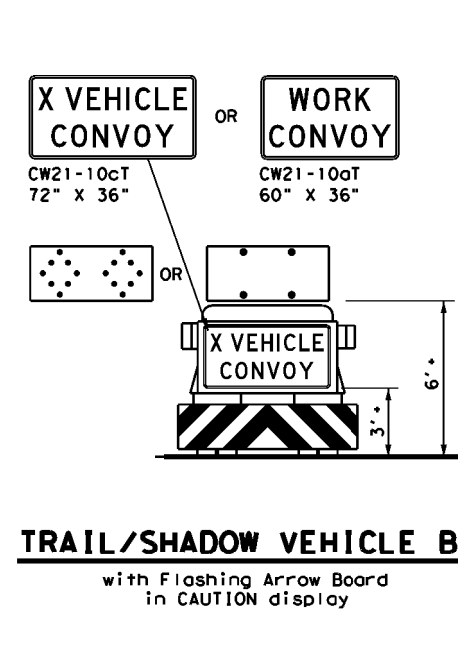 X VEHICLE
CONVOY
OR
WORK
CONVOY
CW21-10cT
72" X 36"
CW21-10aT
60" X 36"
OR
X VEHICLE
CONVOY
6' +
3' +
TRAIL/SHADOW VEHICLE B
with Flashing Arrow Board
in CAUTION display